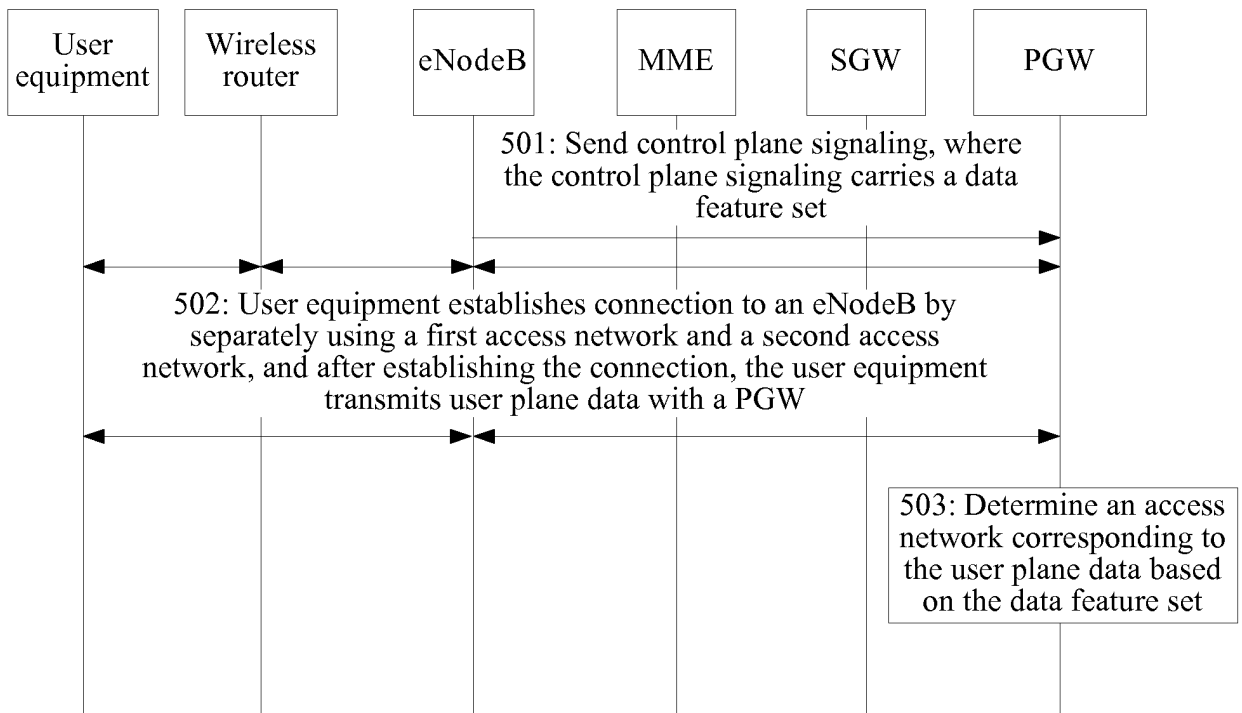 User
equipment
Wireless
router
eNodeB
MME
SGW
PGW
501: Send control plane signaling, where
the control plane signaling carries a data
feature set
502: User equipment establishes connection to an eNodeB by
separately using a first access network and a second access
network, and after establishing the connection, the user equipment
transmits user plane data with a PGW
503: Determine an access
network corresponding to
the user plane data based
on the data feature set